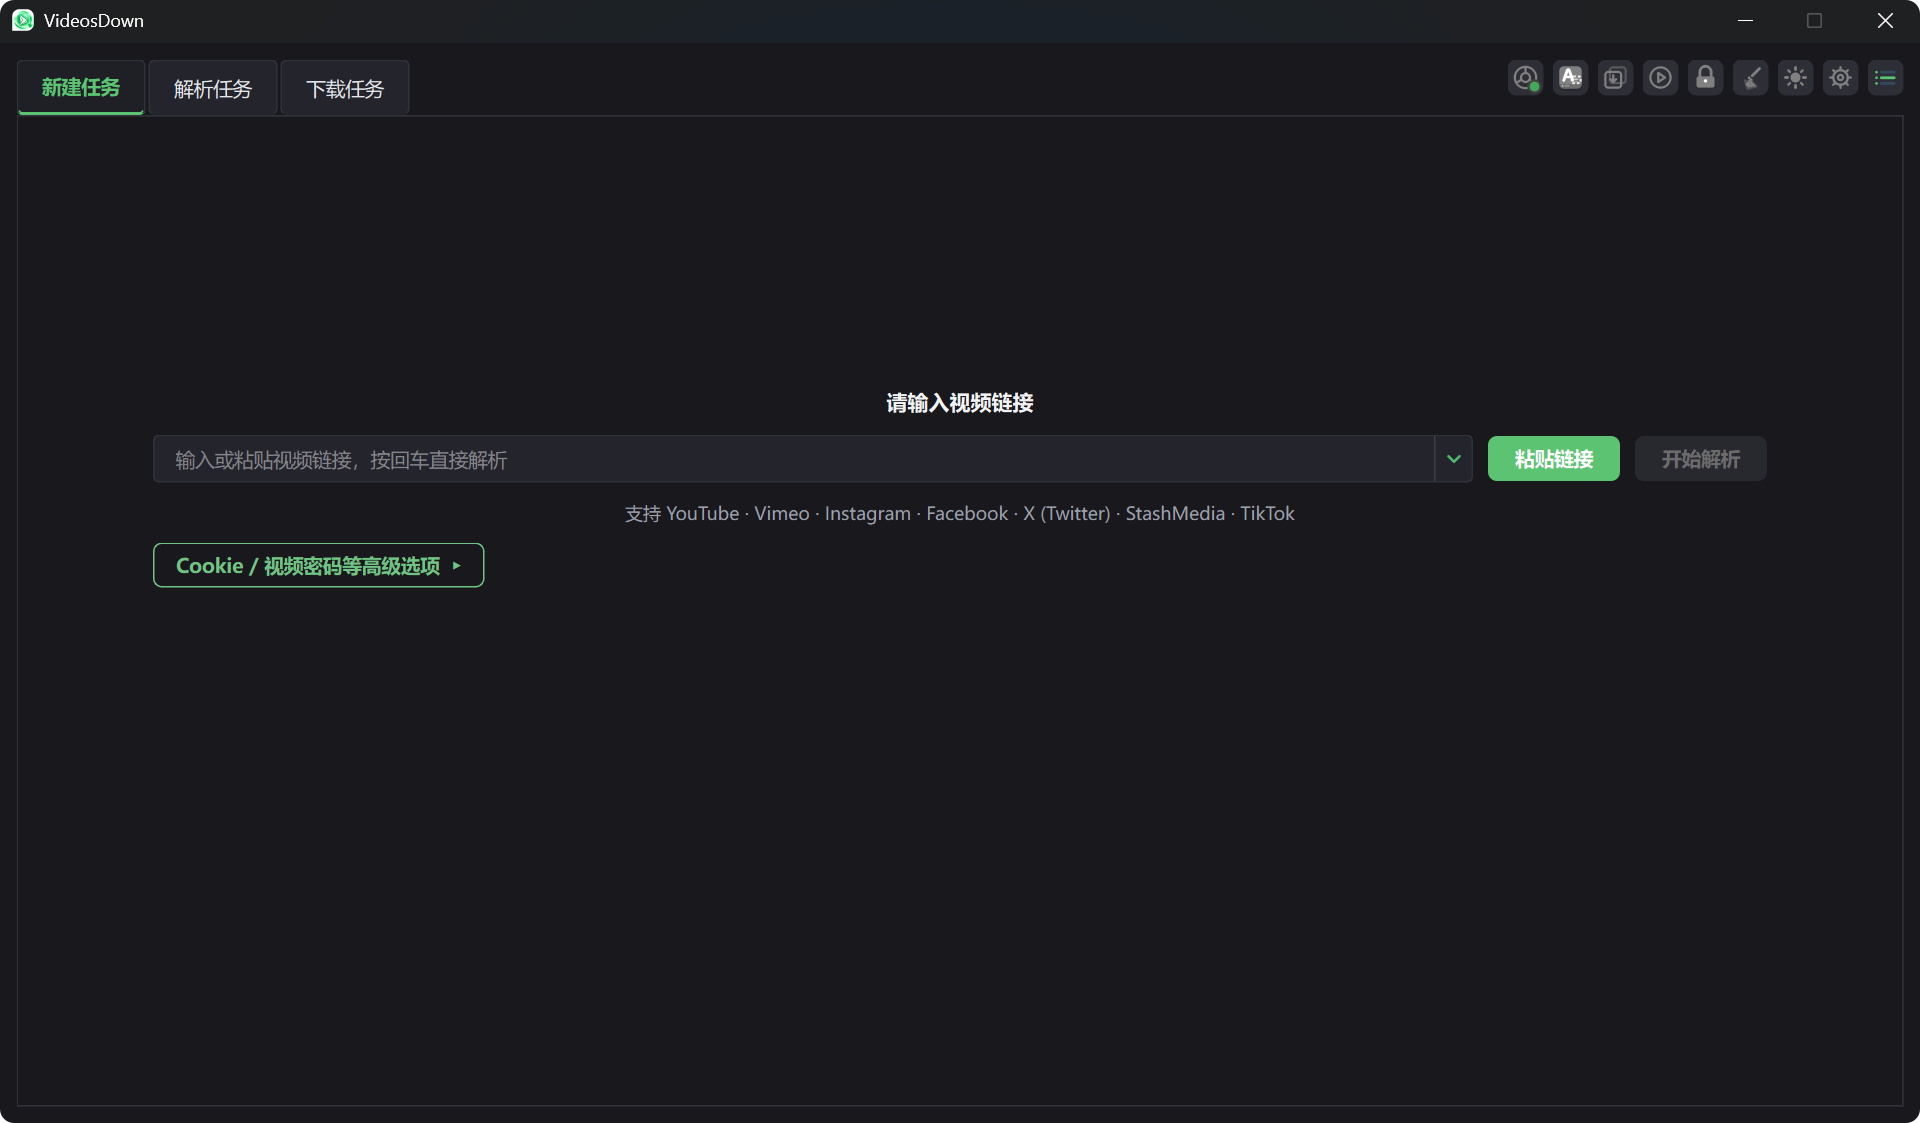 VideosDown
新建任务
解析任务
下载任务
请输入视频链接
输入或粘贴视频链接，按回车直接解析
粘贴链接
开始解析
支持 YouTube · Vimeo · Instagram · Facebook · X (Twitter) · StashMedia · TikTok
Cookie / 视频密码等高级选项